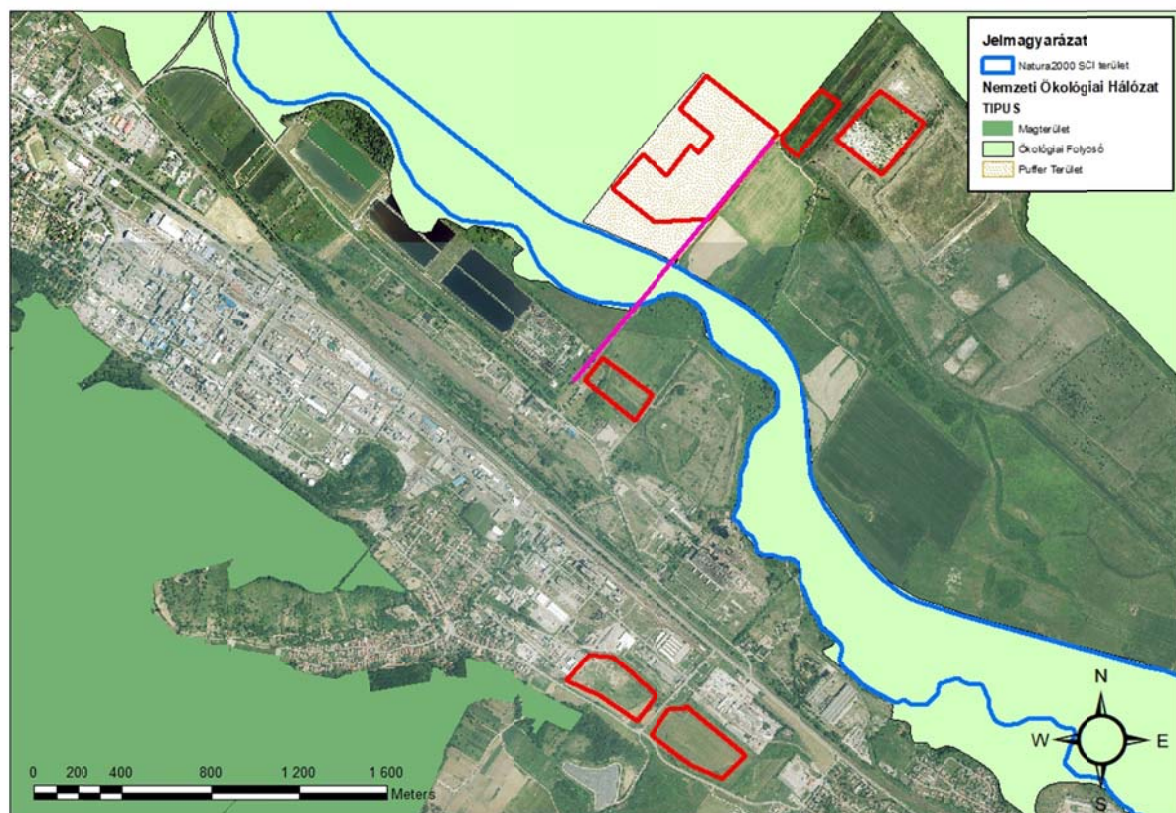 Jelmagyarázat
Natura2000 SCI terület
Nemzeti Ökológiai Hálózat
TIPUS
Magterület
Ökológiai Folyosó
Puffer Terület
N
W E
S
0 200 400 800 1 200 1 600
Meters